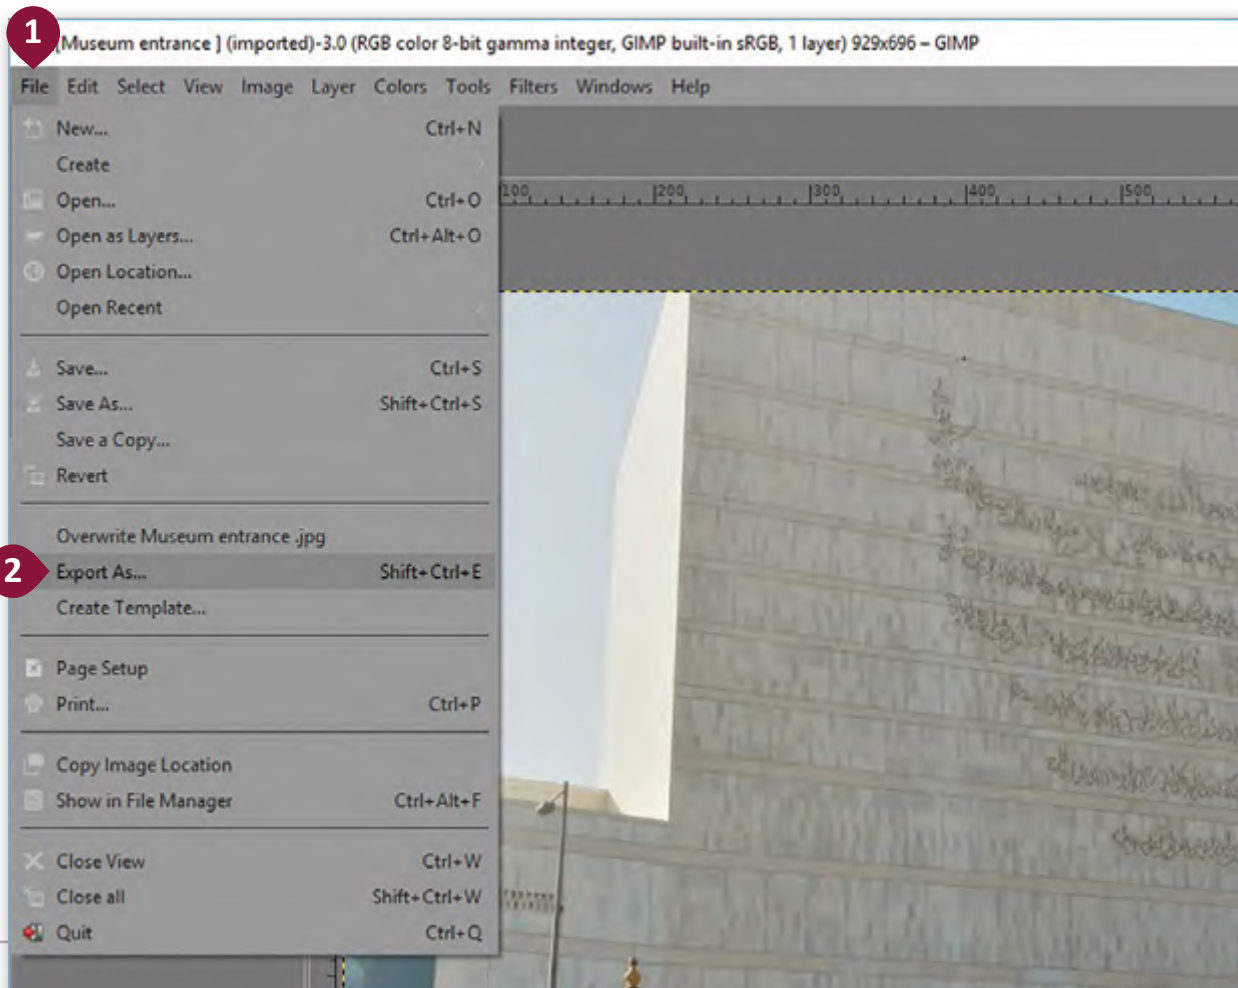 1
[Museum entrance ] (imported)-3.0 (RGB color 8-bit gamma integer, GIMP built-in sRGB, 1 layer) 929x696 – GIMP
File Edit Select View Image Layer Colors Tools Filters Windows Help
New... Ctrl+N
Create
Open... Ctrl+O
100 200 300 400 500
Open as Layers... Ctrl+Alt+O
Open Location...
Open Recent
Save... Ctrl+S
Save As... Shift+Ctrl+S
Save a Copy...
Revert
Overwrite Museum entrance .jpg
2
Export As... Shift+Ctrl+E
Create Template...
Page Setup
Print... Ctrl+P
Copy Image Location
Show in File Manager Ctrl+Alt+F
Close View Ctrl+W
Close all Shift+Ctrl+W
Quit Ctrl+Q